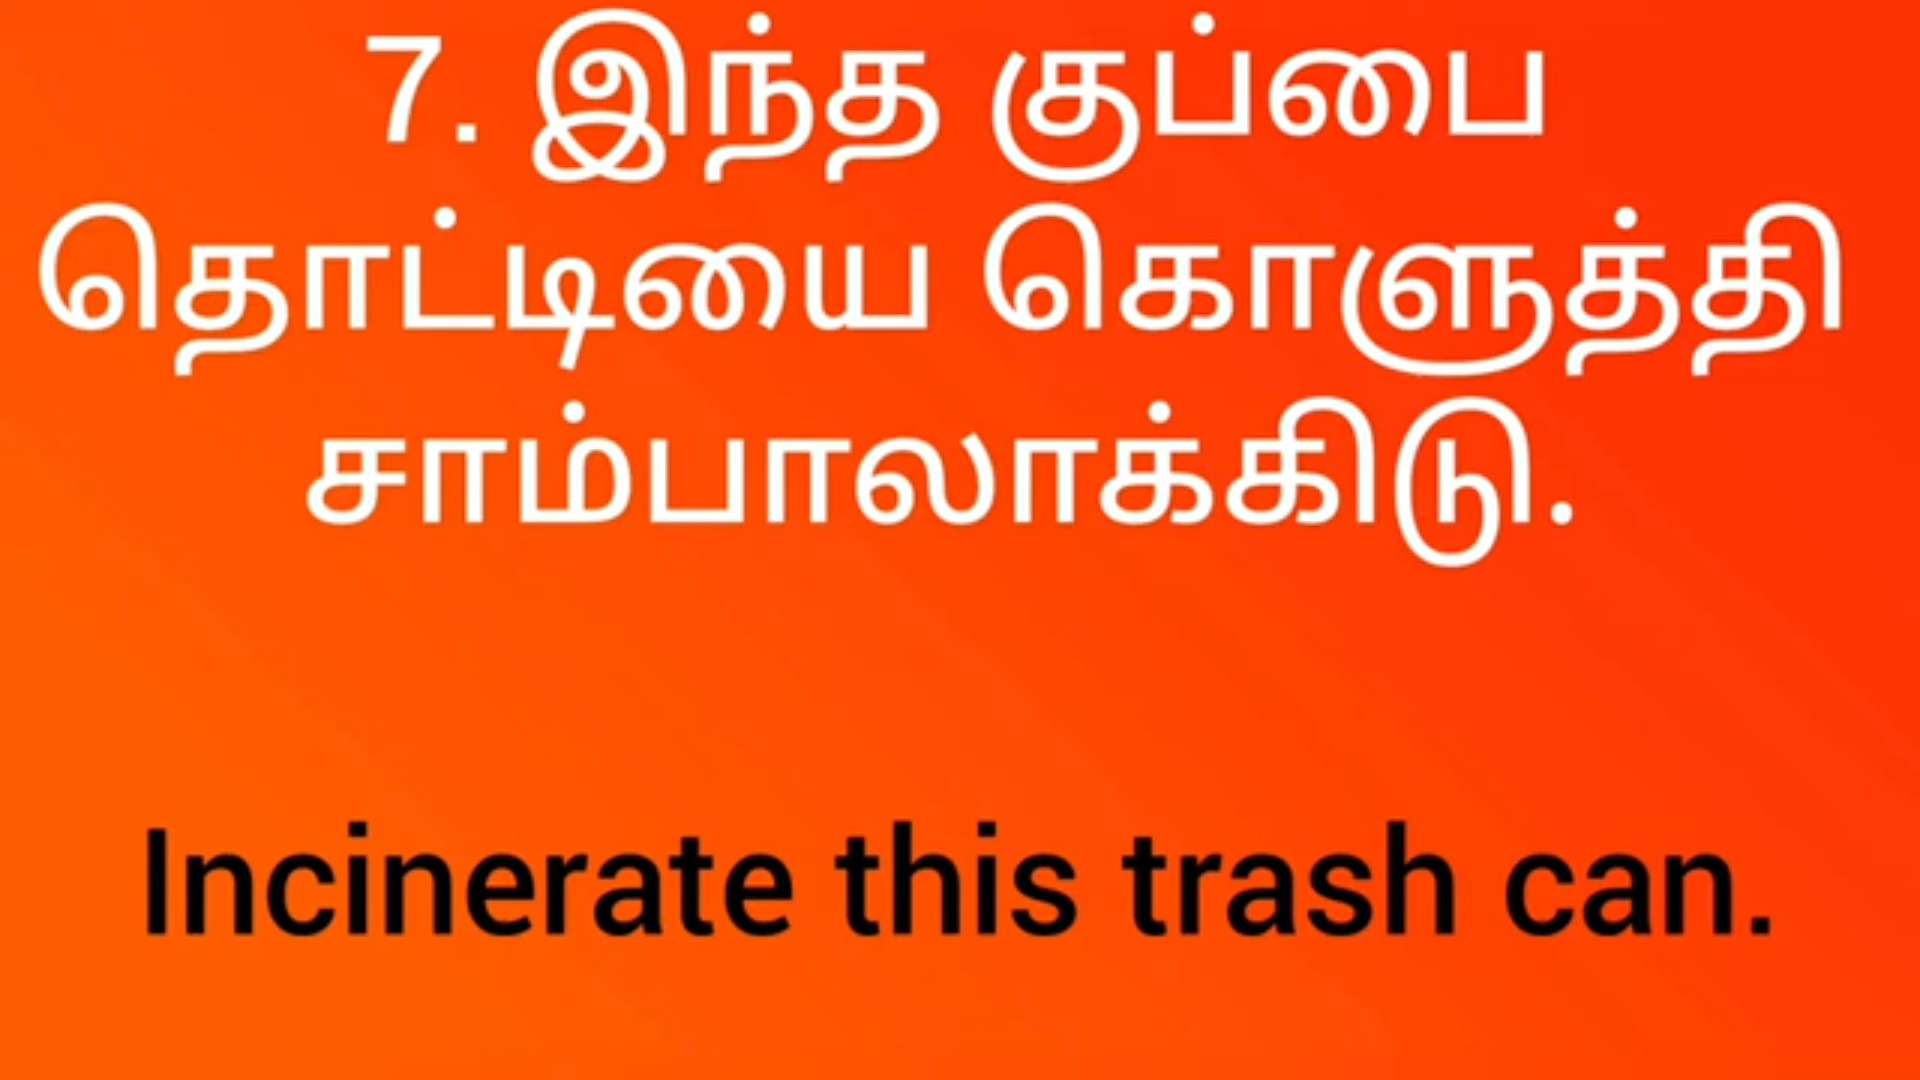 7. இந்த குப்பை
தொட்டியை கொளுத்தி
சாம்பாலாக்கிடு.
Incinerate this trash can.